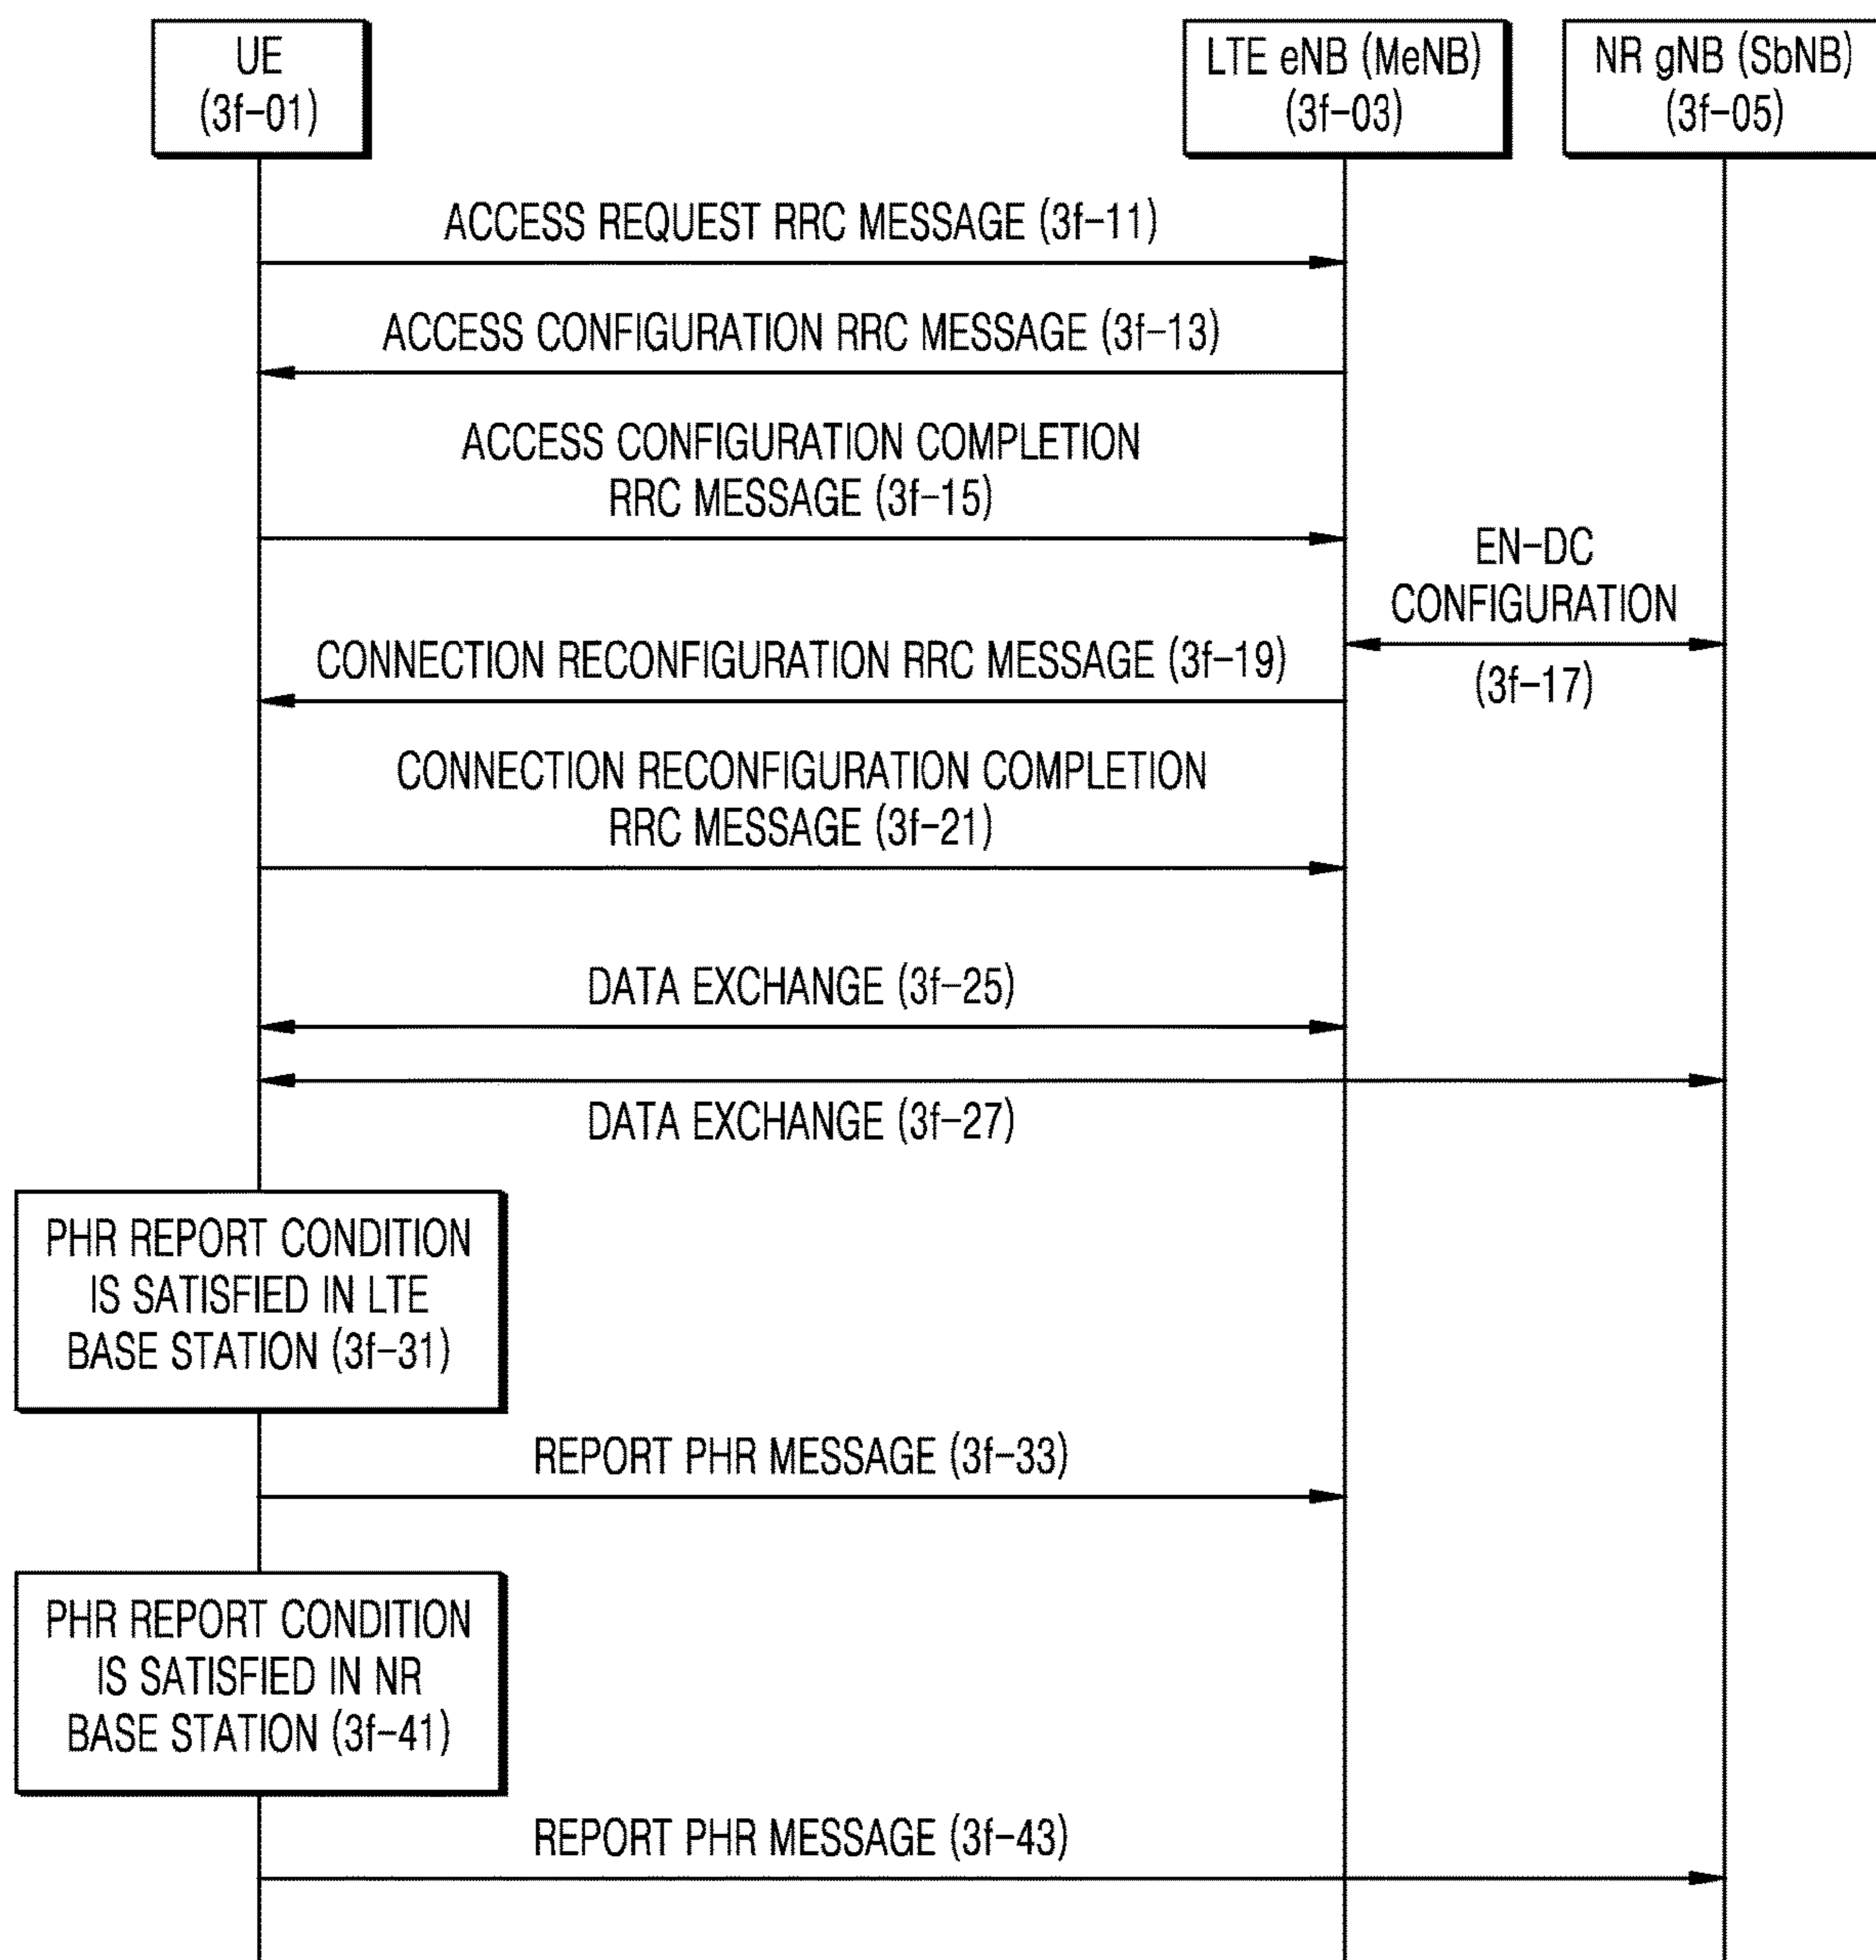 UE
(3f-01)
LTE eNB (MeNB)
(3f-03)
NR gNB (SbNB)
(3f-05)
ACCESS REQUEST RRC MESSAGE (3f-11)
ACCESS CONFIGURATION RRC MESSAGE (3f-13)
ACCESS CONFIGURATION COMPLETION
RRC MESSAGE (3f-15)
EN-DC
CONFIGURATION
(3f-17)
CONNECTION RECONFIGURATION RRC MESSAGE (3f-19)
CONNECTION RECONFIGURATION COMPLETION
RRC MESSAGE (3f-21)
DATA EXCHANGE (3f-25)
DATA EXCHANGE (3f-27)
PHR REPORT CONDITION
IS SATISFIED IN LTE
BASE STATION (3f-31)
REPORT PHR MESSAGE (3f-33)
PHR REPORT CONDITION
IS SATISFIED IN NR
BASE STATION (3f-41)
REPORT PHR MESSAGE (3f-43)